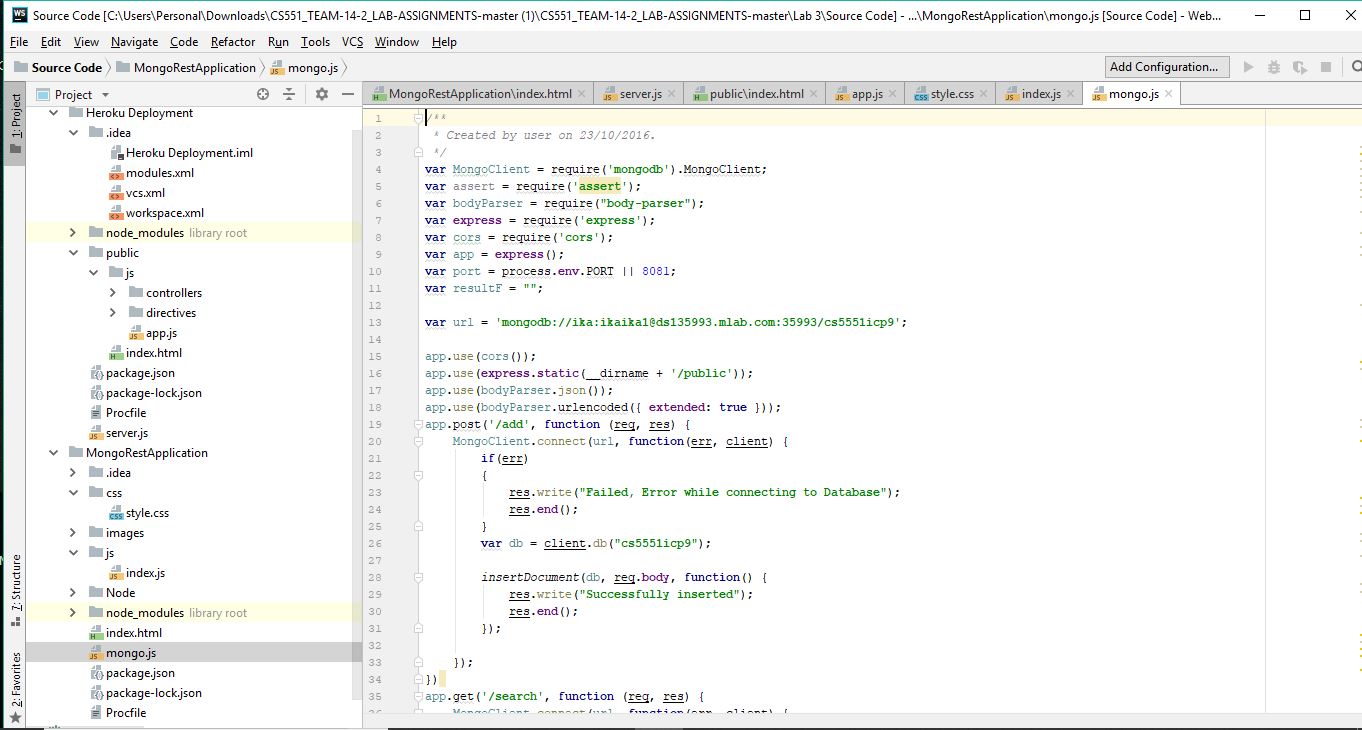 Source Code [C:\Users\Personal\Downloads\CS551_TEAM-14-2_LAB-ASSIGNMENTS-master (1)\CS551_TEAM-14-2_LAB-ASSIGNMENTS-master\Lab 3\Source Code] - ...\MongoRestApplication\mongo.js [Source Code] - Web...
File Edit View Navigate Code Refactor Run Tools VCS Window Help
Source Code MongoRestApplication mongo.js Add Configuration...
1: Project
7: Structure
2: Favorites
Project
Heroku Deployment
.idea
Heroku Deployment.iml
modules.xml
vcs.xml
workspace.xml
node_modules library root
public
js
controllers
directives
app.js
index.html
package.json
package-lock.json
Procfile
server.js
MongoRestApplication
.idea
css
style.css
images
js
index.js
Node
node_modules library root
index.html
mongo.js
package.json
package-lock.json
Procfile
MongoRestApplication\index.html server.js public\index.html app.js style.css index.js mongo.js
1 /**
2 * Created by user on 23/10/2016.
3 */
4 var MongoClient = require('mongodb').MongoClient;
5 var assert = require('assert');
6 var bodyParser = require("body-parser");
7 var express = require('express');
8 var cors = require('cors');
9 var app = express();
10 var port = process.env.PORT || 8081;
11 var resultF = "";
12
13 var url = 'mongodb://ika:ikaika1@ds135993.mlab.com:35993/cs5551icp9';
14
15 app.use(cors());
16 app.use(express.static(__dirname + '/public'));
17 app.use(bodyParser.json());
18 app.use(bodyParser.urlencoded({ extended: true }));
19 app.post('/add', function (req, res) {
20 MongoClient.connect(url, function(err, client) {
21 if(err)
22 {
23 res.write("Failed, Error while connecting to Database");
24 res.end();
25 }
26 var db = client.db("cs5551icp9");
27
28 insertDocument(db, req.body, function() {
29 res.write("Successfully inserted");
30 res.end();
31 });
32
33 });
34 })
35 app.get('/search', function (req, res) {
MongoClient.connect(url, function(err, client) {